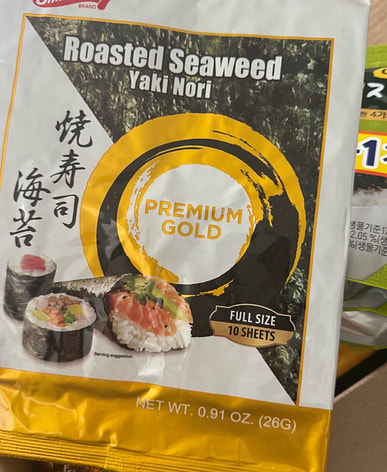 BRAND
Roasted Seaweed
Yaki Nori
焼寿司
海苔
PREMIUM
GOLD
FULL SIZE
10 SHEETS
Serving suggestion
NET WT. 0.91 OZ. (26G)